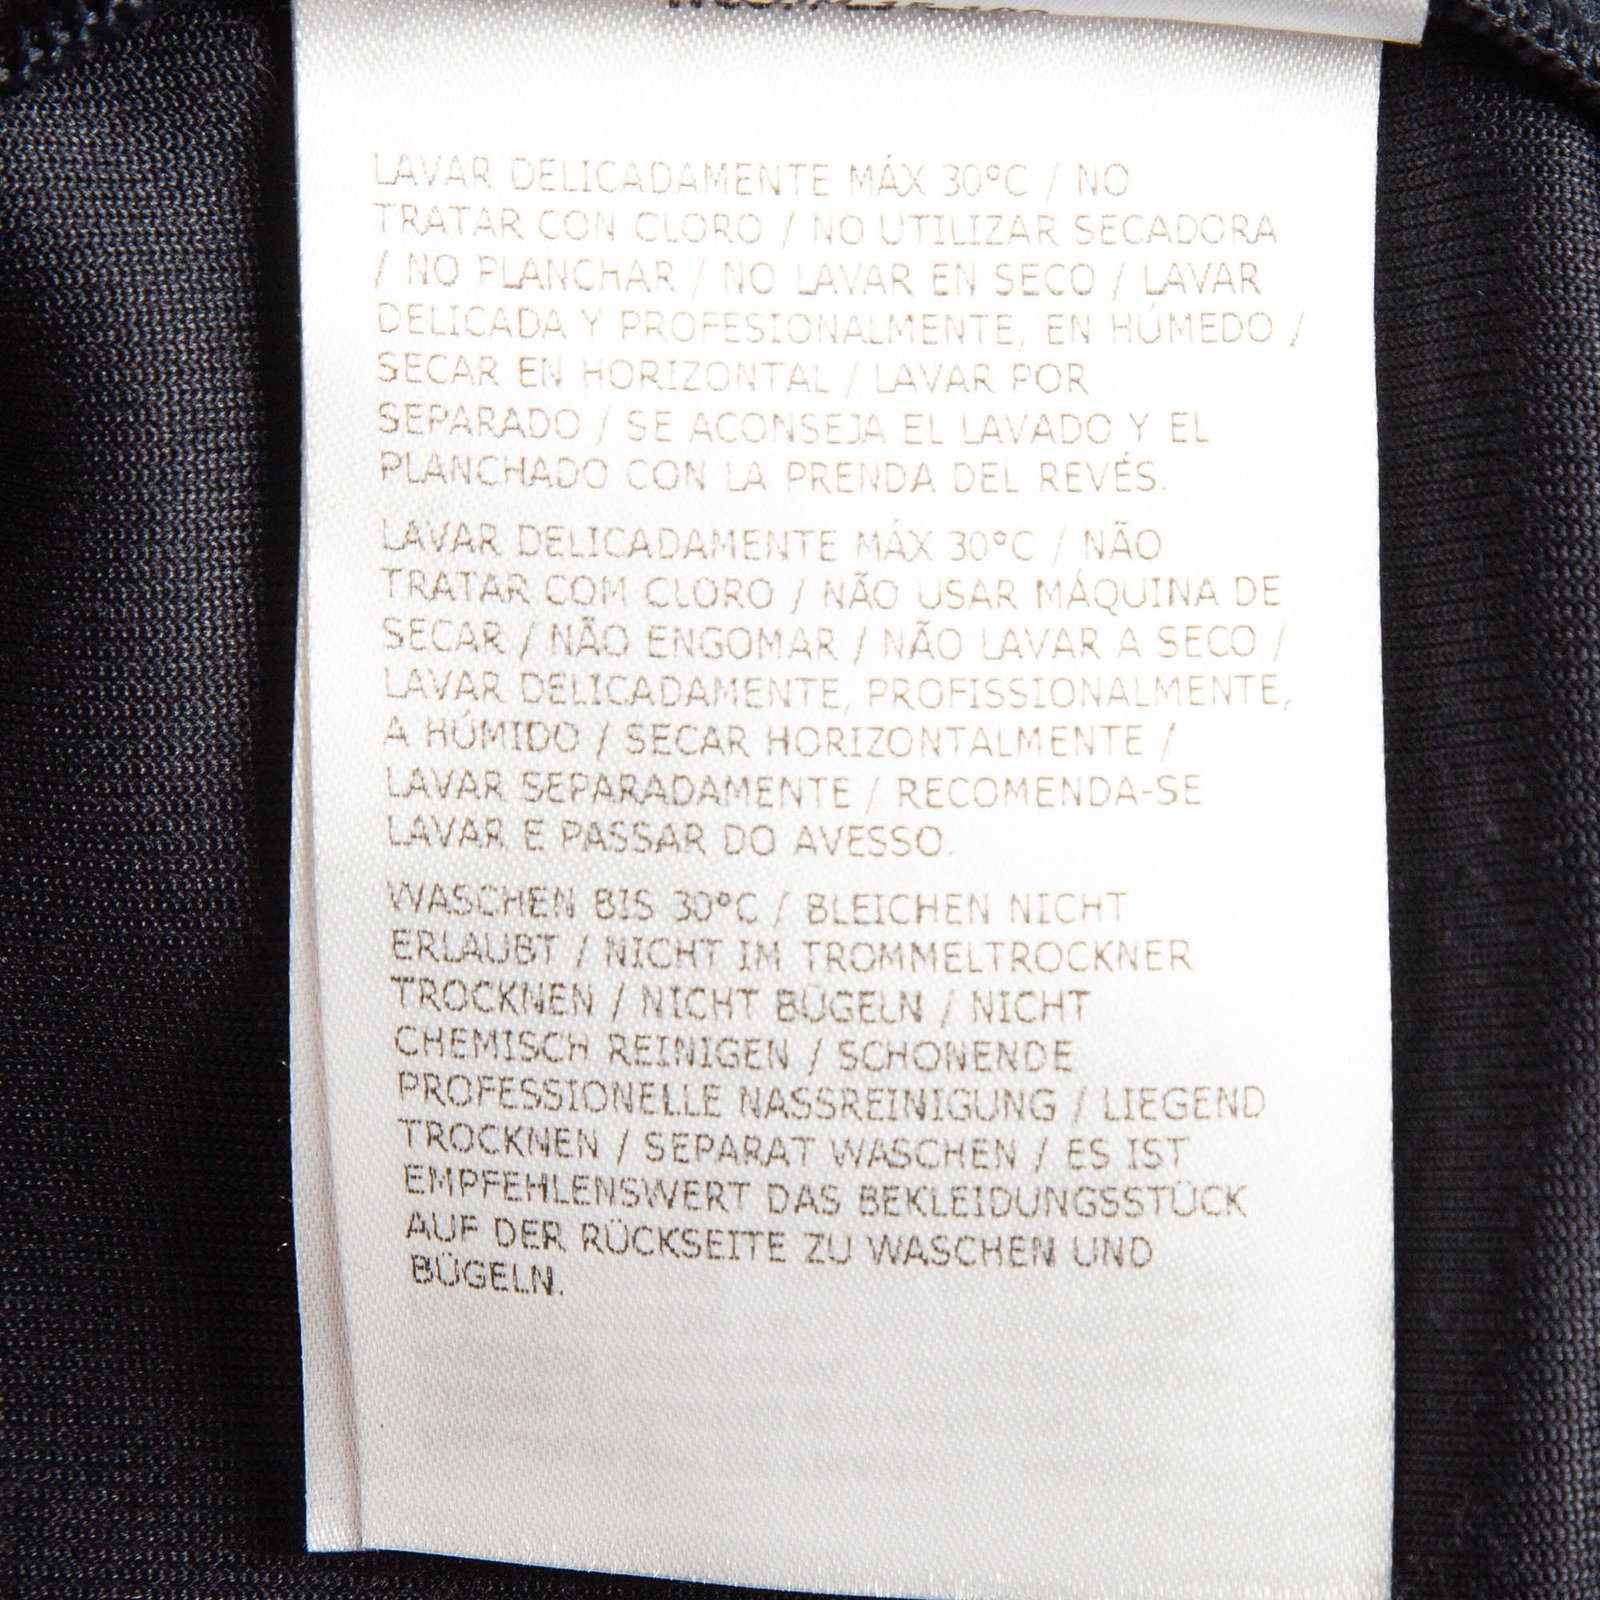 LAVAR DELICADAMENTE MÁX 30°C / NO
TRATAR CON CLORO / NO UTILIZAR SECADORA
/ NO PLANCHAR / NO LAVAR EN SECO / LAVAR
DELICADA Y PROFESIONALMENTE, EN HÚMEDO /
SECAR EN HORIZONTAL / LAVAR POR
SEPARADO / SE ACONSEJA EL LAVADO Y EL
PLANCHADO CON LA PRENDA DEL REVÉS.
LAVAR DELICADAMENTE MÁX 30°C / NÃO
TRATAR COM CLORO / NÃO USAR MÁQUINA DE
SECAR / NÃO ENGOMAR / NÃO LAVAR A SECO /
LAVAR DELICADAMENTE, PROFISSIONALMENTE,
A HÚMIDO / SECAR HORIZONTALMENTE /
LAVAR SEPARADAMENTE / RECOMENDA-SE
LAVAR E PASSAR DO AVESSO.
WASCHEN BIS 30°C / BLEICHEN NICHT
ERLAUBT / NICHT IM TROMMELTROCKNER
TROCKNEN / NICHT BÜGELN / NICHT
CHEMISCH REINIGEN / SCHONENDE
PROFESSIONELLE NASSREINIGUNG / LIEGEND
TROCKNEN / SEPARAT WASCHEN / ES IST
EMPFEHLENSWERT DAS BEKLEIDUNGSSTÜCK
AUF DER RÜCKSEITE ZU WASCHEN UND
BÜGELN.